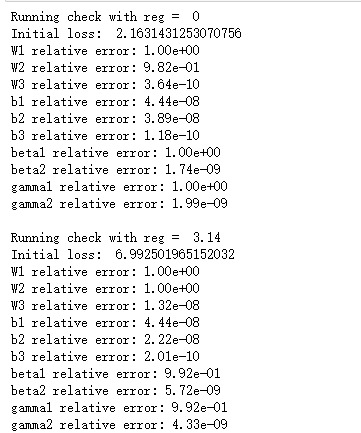 Running check with reg =  0
Initial loss:  2.1631431253070756
W1 relative error: 1.00e+00
W2 relative error: 9.82e-01
W3 relative error: 3.64e-10
b1 relative error: 4.44e-08
b2 relative error: 3.89e-08
b3 relative error: 1.18e-10
beta1 relative error: 1.00e+00
beta2 relative error: 1.74e-09
gamma1 relative error: 1.00e+00
gamma2 relative error: 1.99e-09

Running check with reg =  3.14
Initial loss:  6.992501965152032
W1 relative error: 1.00e+00
W2 relative error: 1.00e+00
W3 relative error: 1.32e-08
b1 relative error: 4.44e-08
b2 relative error: 2.22e-08
b3 relative error: 2.01e-10
beta1 relative error: 9.92e-01
beta2 relative error: 5.72e-09
gamma1 relative error: 9.92e-01
gamma2 relative error: 4.33e-09